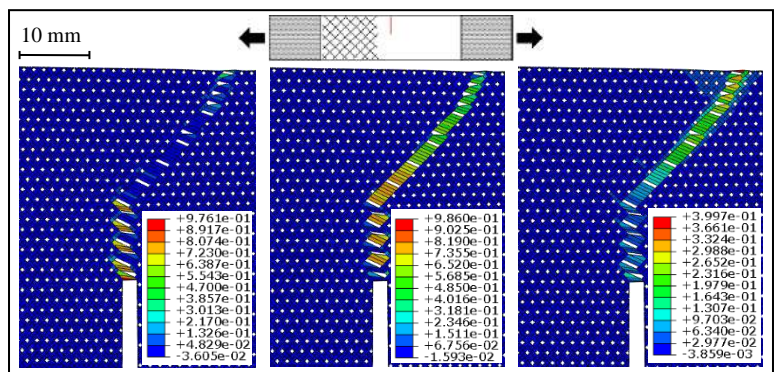 10 mm
+9.761e-01
+8.917e-01
+8.074e-01
+7.230e-01
+6.387e-01
+5.543e-01
+4.700e-01
+3.857e-01
+3.013e-01
+2.170e-01
+1.326e-01
+4.829e-02
-3.605e-02
+9.860e-01
+9.025e-01
+8.190e-01
+7.355e-01
+6.520e-01
+5.685e-01
+4.850e-01
+4.016e-01
+3.181e-01
+2.346e-01
+1.511e-01
+6.756e-02
-1.593e-02
+3.997e-01
+3.661e-01
+3.324e-01
+2.988e-01
+2.652e-01
+2.316e-01
+1.979e-01
+1.643e-01
+1.307e-01
+9.703e-02
+6.340e-02
+2.977e-02
-3.859e-03